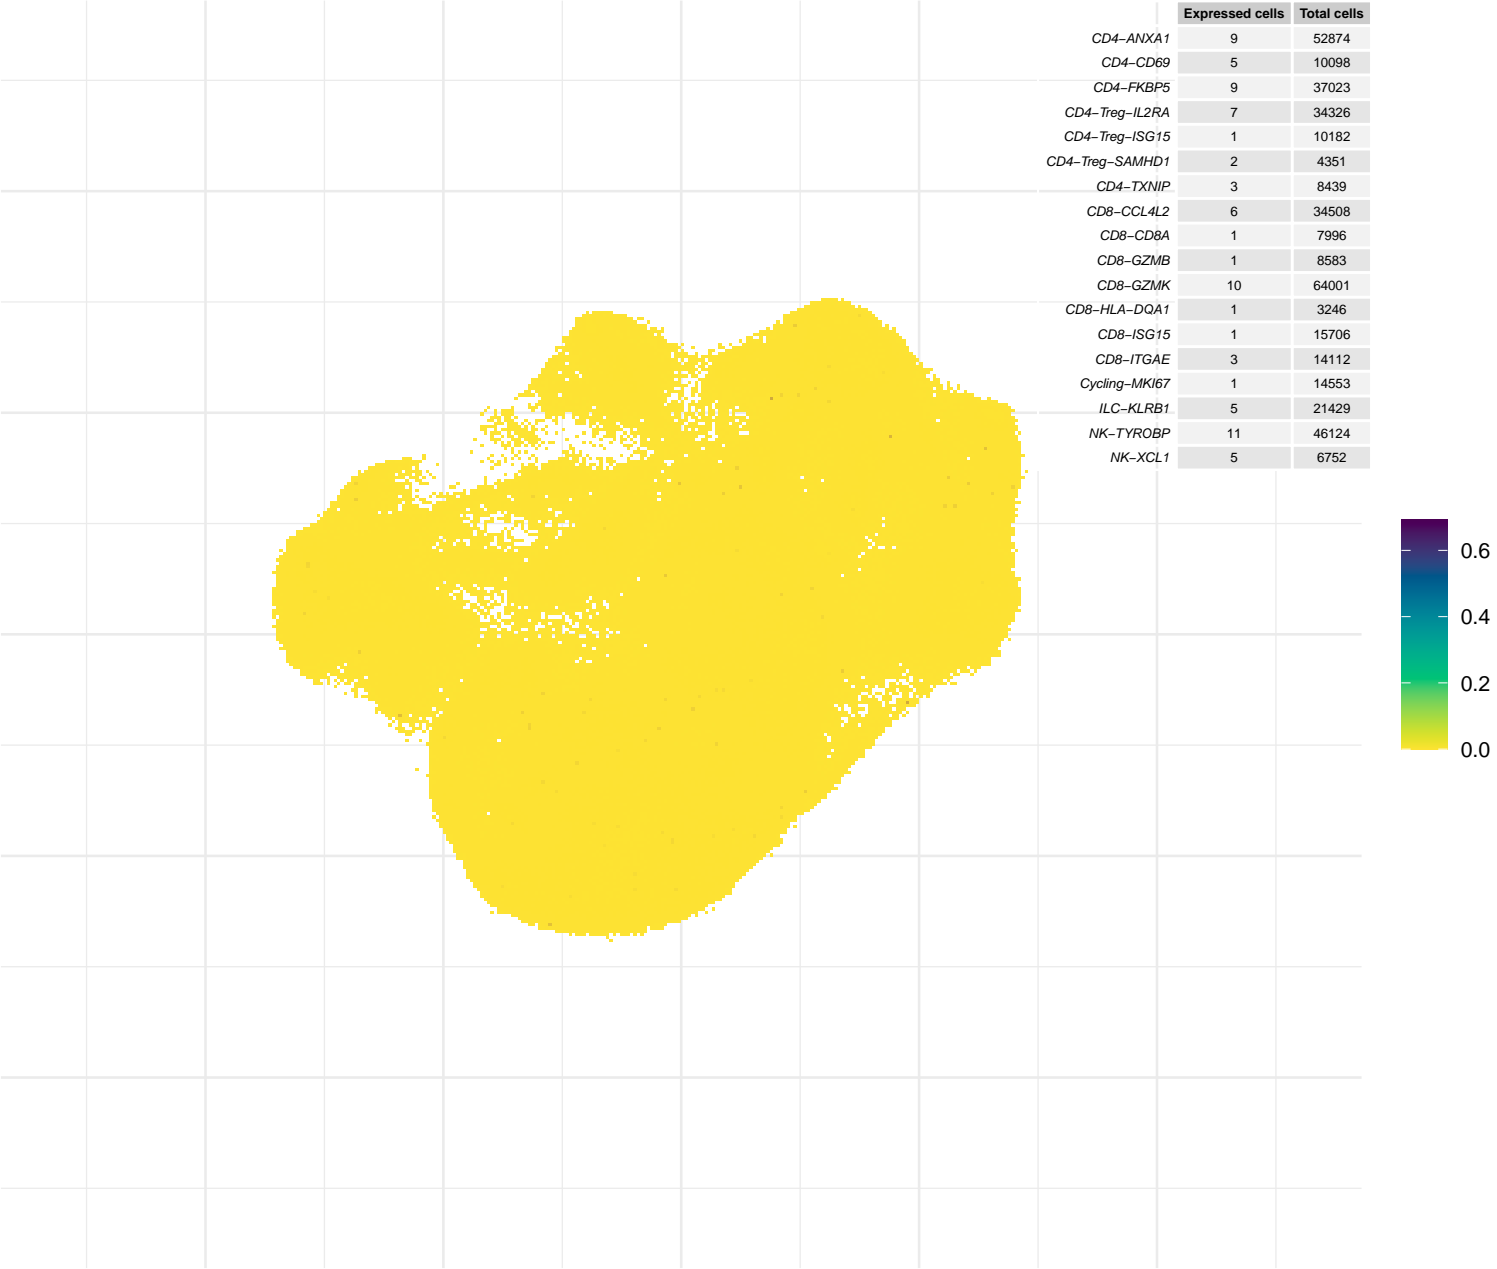 Expressed cells Total cells
CD4−ANXA1 9 52874
CD4−CD69 5 10098
CD4−FKBP5 9 37023
CD4−Treg−IL2RA 7 34326
CD4−Treg−ISG15 1 10182
CD4−Treg−SAMHD1 2 4351
CD4−TXNIP 3 8439
CD8−CCL4L2 6 34508
CD8−CD8A 1 7996
CD8−GZMB 1 8583
CD8−GZMK 10 64001
CD8−HLA−DQA1 1 3246
CD8−ISG15 1 15706
CD8−ITGAE 3 14112
Cycling−MKI67 1 14553
ILC−KLRB1 5 21429
NK−TYROBP 11 46124
NK−XCL1 5 6752
0.6
0.4
0.2
0.0